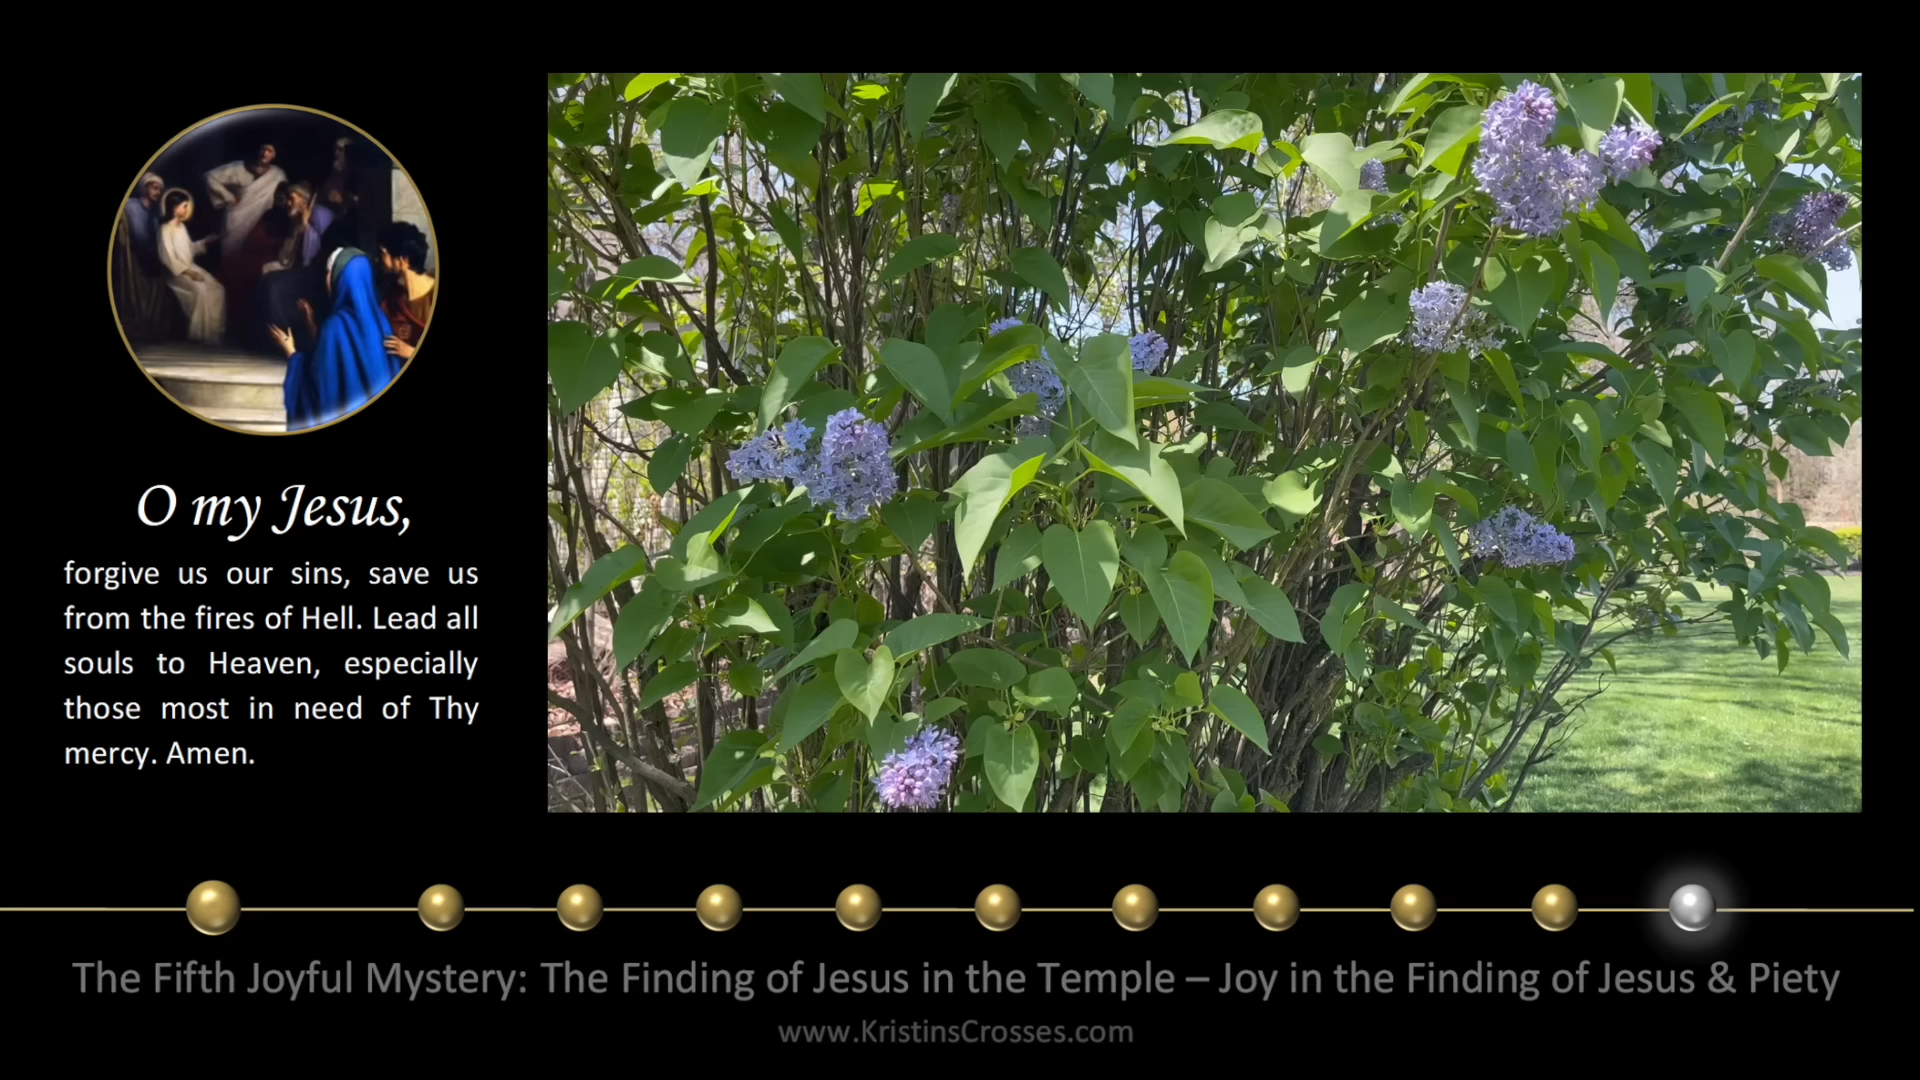 O my Jesus,
forgive us our sins, save us
from the fires of Hell. Lead all
souls to Heaven, especially
those most in need of Thy
mercy. Amen.
The Fifth Joyful Mystery: The Finding of Jesus in the Temple – Joy in the Finding of Jesus & Piety
www.KristinsCrosses.com